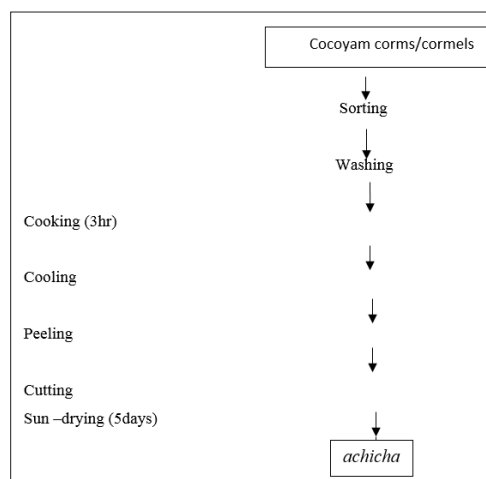 Cocoyam corms/cormels
Sorting
Washing
Cooking (3hr)
Cooling
Peeling
Cutting
Sun –drying (5days)
achicha